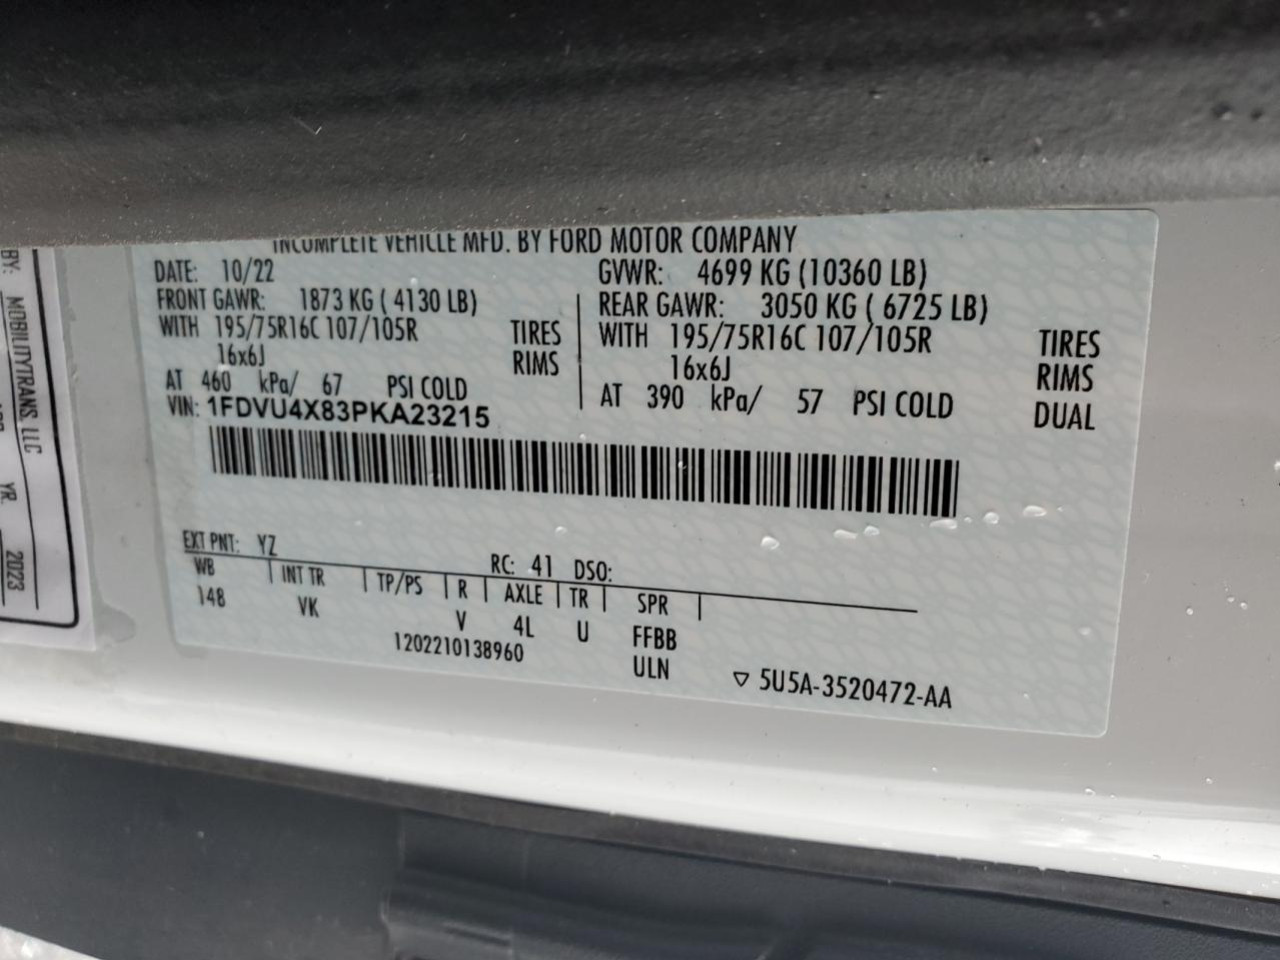 INCOMPLETE VEHICLE MFD. BY FORD MOTOR COMPANY
DATE: 10/22 GVWR: 4699 KG (10360 LB)
FRONT GAWR: 1873 KG ( 4130 LB) REAR GAWR: 3050 KG ( 6725 LB)
WITH 195/75R16C 107/105R TIRES WITH 195/75R16C 107/105R TIRES
16x6J RIMS 16x6J RIMS
AT 460 kPa/ 67 PSI COLD AT 390 kPa/ 57 PSI COLD DUAL
VIN: 1FDVU4X83PKA23215
EXT PNT: YZ RC: 41 DSO:
WB INT TR TP/PS R AXLE TR SPR
148 VK V 4L U FFBB
1202210138960 ULN ▽ 5U5A-3520472-AA
BY: MOBILITYTRANS, LLC
YR. 2023